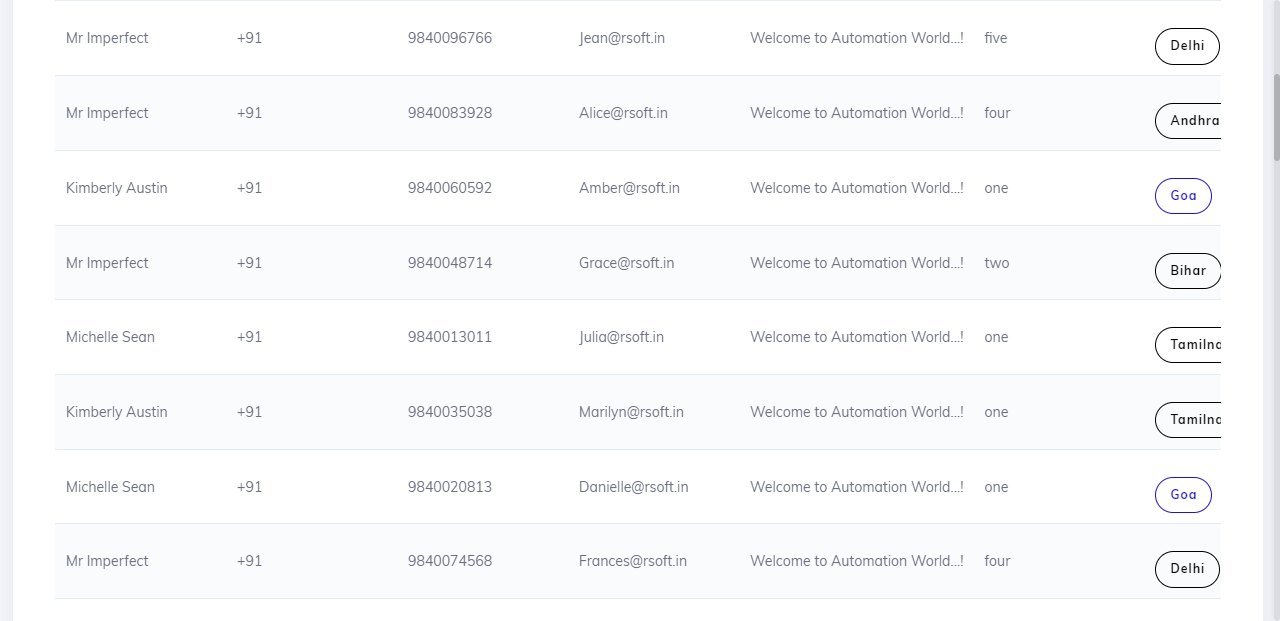 Mr Imperfect +91 9840096766 Jean@rsoft.in Welcome to Automation World...! five Delhi
Mr Imperfect +91 9840083928 Alice@rsoft.in Welcome to Automation World...! four Andhra
Kimberly Austin +91 9840060592 Amber@rsoft.in Welcome to Automation World...! one Goa
Mr Imperfect +91 9840048714 Grace@rsoft.in Welcome to Automation World...! two Bihar
Michelle Sean +91 9840013011 Julia@rsoft.in Welcome to Automation World...! one
Kimberly Austin +91 9840035038 Marilyn@rsoft.in Welcome to Automation World...! one
Michelle Sean +91 9840020813 Danielle@rsoft.in Welcome to Automation World...! one Goa
Mr Imperfect +91 9840074568 Frances@rsoft.in Welcome to Automation World...! four Delhi